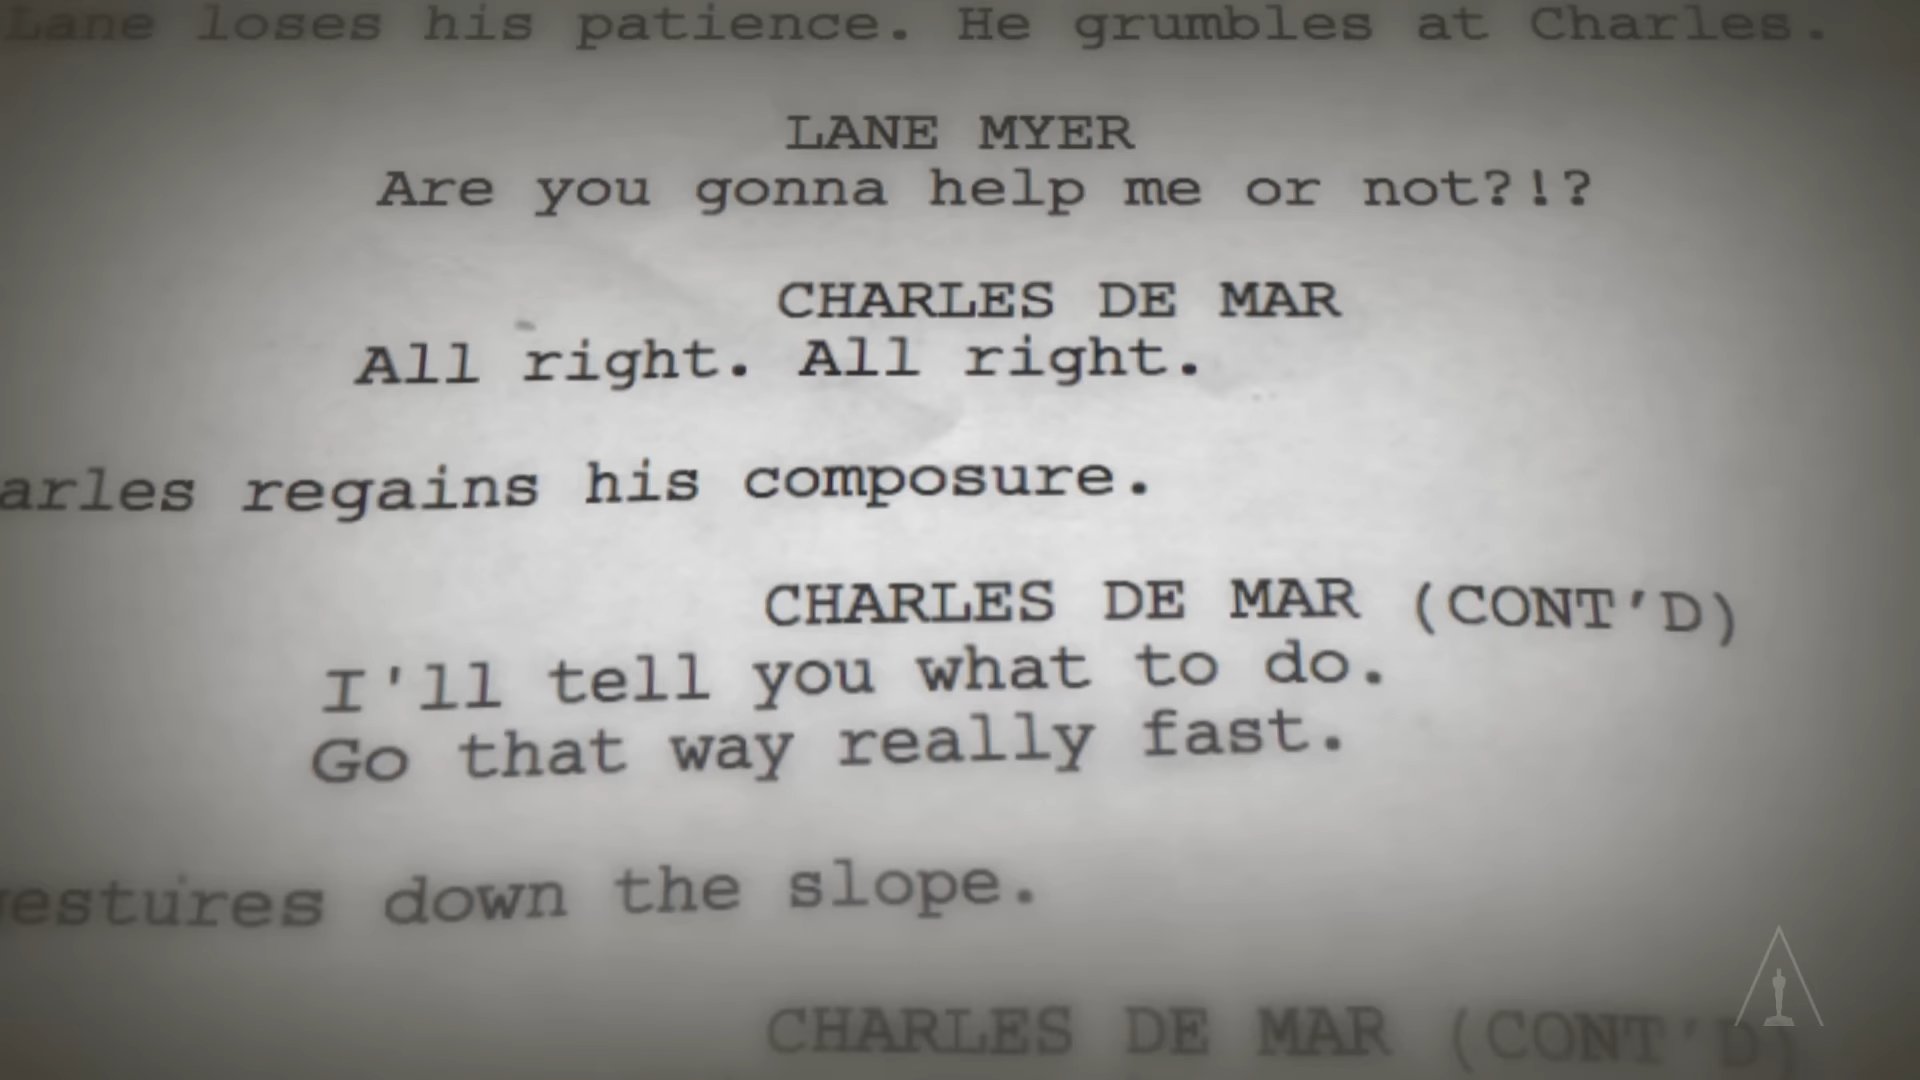 Lane loses his patience. He grumbles at Charles.
LANE MYER
Are you gonna help me or not?!?
CHARLES DE MAR
All right. All right.
arles regains his composure.
CHARLES DE MAR (CONT'D)
I'll tell you what to do.
Go that way really fast.
estures down the slope.
CHARLES DE MAR (CONT'D)